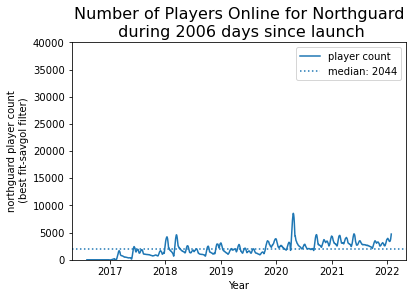 Number of Players Online for Northguard
during 2006 days since launch
player count
median: 2044
northguard player count
(best fit-savgol filter)
40000
35000
30000
25000
20000
15000
10000
5000
0
2017 2018 2019 2020 2021 2022
Year